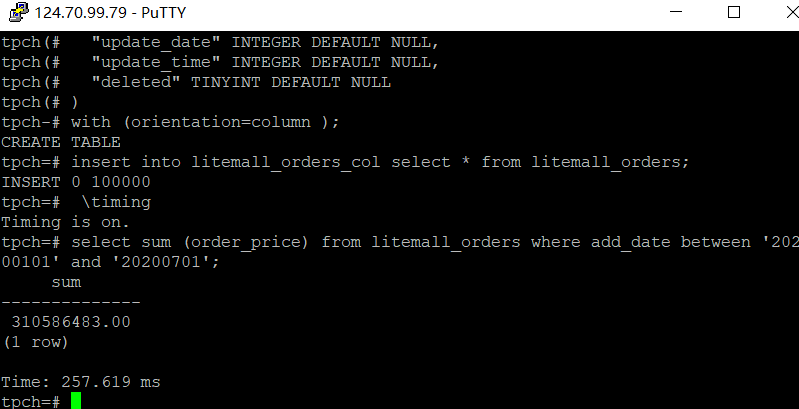 124.70.99.79 - PuTTY
tpch(#   "update_date" INTEGER DEFAULT NULL,
tpch(#   "update_time" INTEGER DEFAULT NULL,
tpch(#   "deleted" TINYINT DEFAULT NULL
tpch(# )
tpch-# with (orientation=column );
CREATE TABLE
tpch=# insert into litemall_orders_col select * from litemall_orders;
INSERT 0 100000
tpch=#  \timing
Timing is on.
tpch=# select sum (order_price) from litemall_orders where add_date between '202
00101' and '20200701';
     sum
--------------
 310586483.00
(1 row)

Time: 257.619 ms
tpch=#